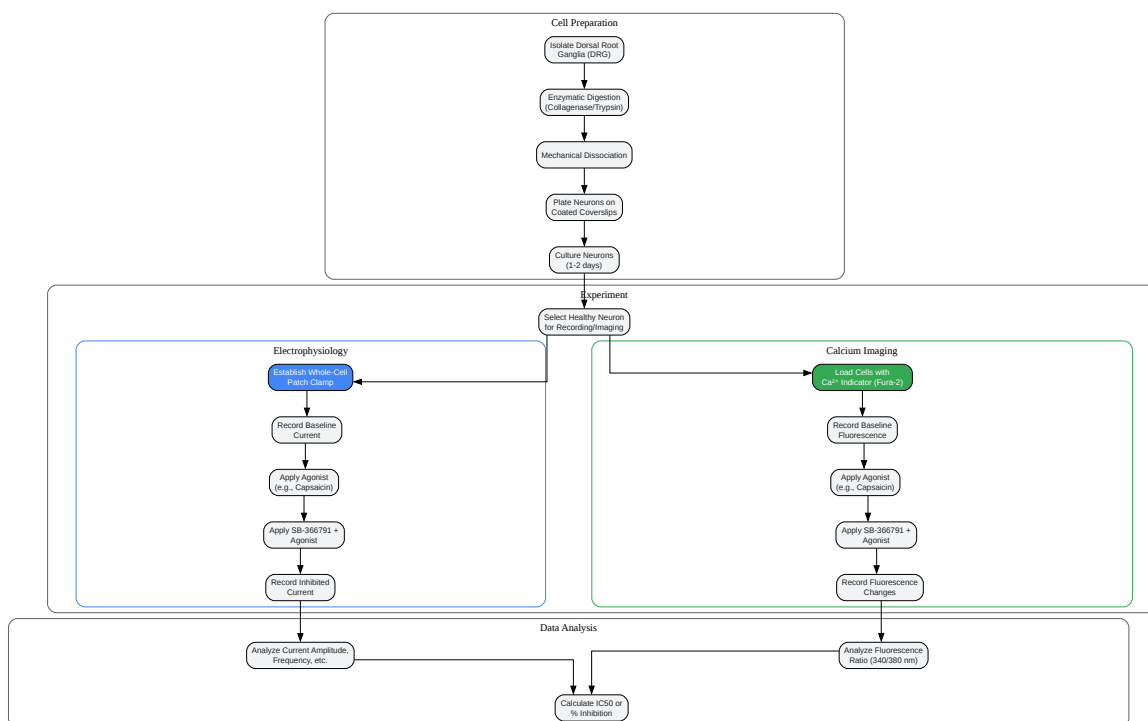 Cell Preparation
Isolate Dorsal Root
Ganglia (DRG)
Enzymatic Digestion
(Collagenase/Trypsin)
Mechanical Dissociation
Plate Neurons on
Coated Coverslips
Culture Neurons
(1-2 days)
Experiment
Select Healthy Neuron
for Recording/Imaging
Electrophysiology
Establish Whole-Cell
Patch Clamp
Record Baseline
Current
Apply Agonist
(e.g., Capsaicin)
Apply SB-366791 +
Agonist
Record Inhibited
Current
Calcium Imaging
Load Cells with
Ca²⁺ Indicator (Fura-2)
Record Baseline
Fluorescence
Apply Agonist
(e.g., Capsaicin)
Apply SB-366791 +
Agonist
Record Fluorescence
Changes
Data Analysis
Analyze Current Amplitude,
Frequency, etc.
Analyze Fluorescence
Ratio (340/380 nm)
Calculate IC50 or
% Inhibition